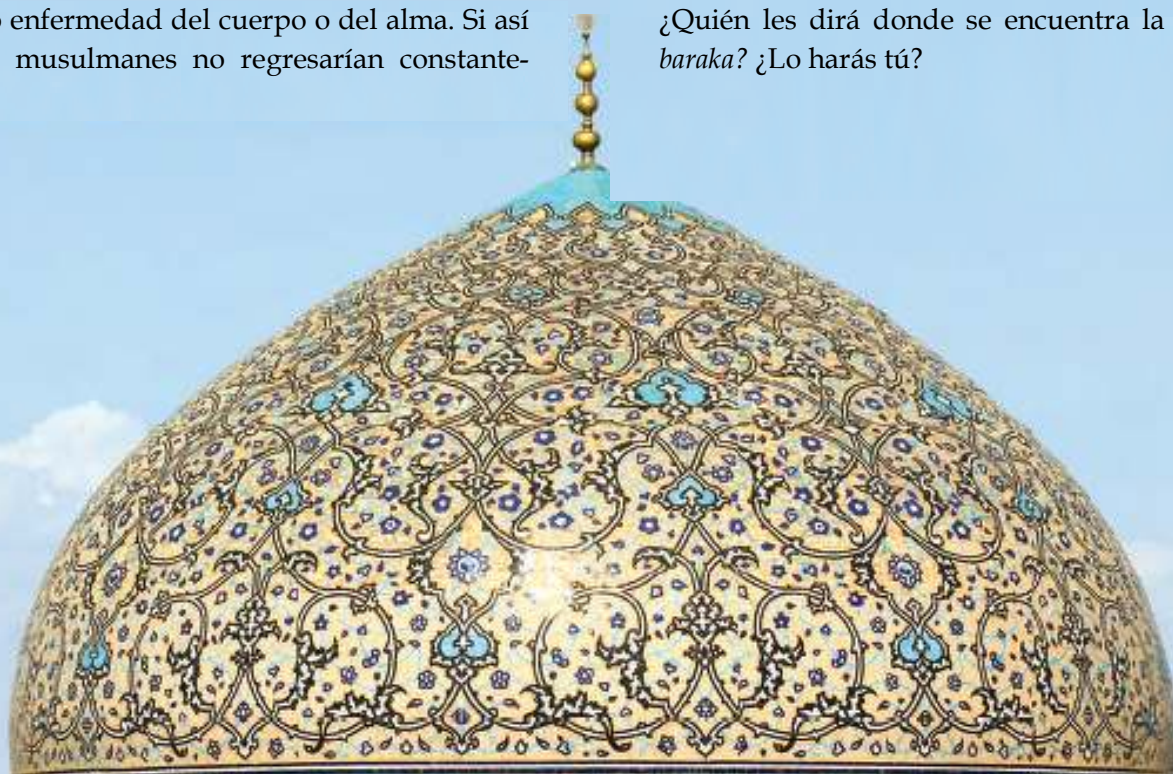 enfermedad del cuerpo o del alma. Si así
musulmanes no regresarían constante-
¿Quién les dirá donde se encuentra la
baraka? ¿Lo harás tú?